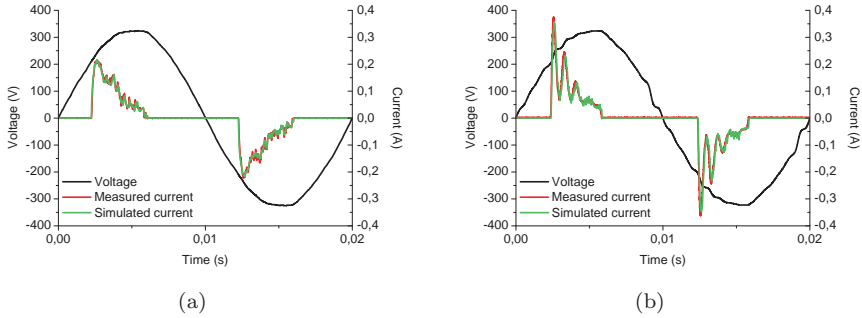 400
300
200
100
0
-100
-200
-300
-400
Voltage (V)
0,4
0,3
0,2
0,1
0,0
-0,1
-0,2
-0,3
-0,4
Current (A)
Voltage
Measured current
Simulated current
0,00 0,01 0,02
Time (s)
(a)
400
300
200
100
0
-100
-200
-300
-400
Voltage (V)
0,4
0,3
0,2
0,1
0,0
-0,1
-0,2
-0,3
-0,4
Current (A)
Voltage
Measured current
Simulated current
0,00 0,01 0,02
Time (s)
(b)